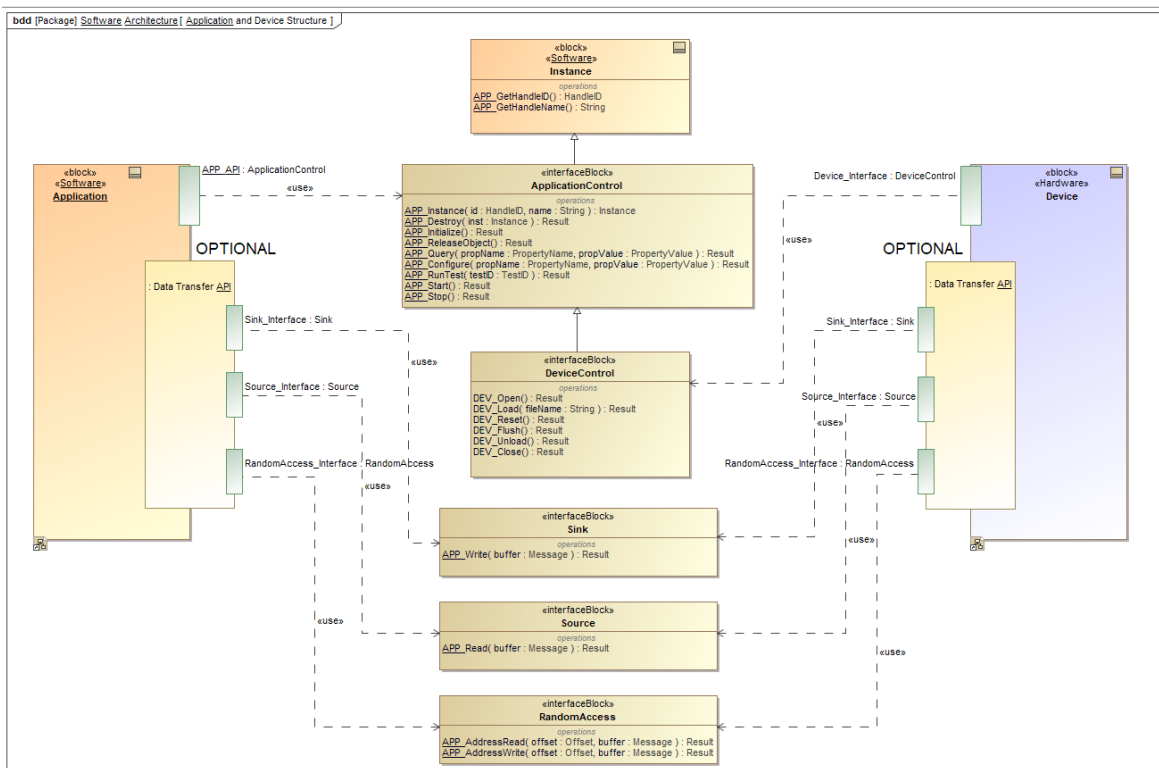 bdd [Package] Software Architecture [ Application and Device Structure ]
«block»
«Software»
Instance
operations
APP_GetHandleID() : HandleID
APP_GetHandleName() : String
«block»
«Software»
Application
APP_API : ApplicationControl
«use»
«interfaceBlock»
ApplicationControl
operations
APP_Instance( id : HandleID, name : String ) : Instance
APP_Destroy( inst : Instance ) : Result
APP_Initialize() : Result
APP_ReleaseObject() : Result
APP_Query( propName : PropertyName, propValue : PropertyValue ) : Result
APP_Configure( propName : PropertyName, propValue : PropertyValue ) : Result
APP_RunTest( testID : TestID ) : Result
APP_Start() : Result
APP_Stop() : Result
Device_Interface : DeviceControl
«block»
«Hardware»
Device
«use»
OPTIONAL
: Data Transfer API
Sink_Interface : Sink
«use»
Source_Interface : Source
RandomAccess_Interface : RandomAccess
«use»
«use»
«interfaceBlock»
DeviceControl
operations
DEV_Open() : Result
DEV_Load( fileName : String ) : Result
DEV_Reset() : Result
DEV_Flush() : Result
DEV_Unload() : Result
DEV_Close() : Result
OPTIONAL
: Data Transfer API
Sink_Interface : Sink
Source_Interface : Source
«use»
RandomAccess_Interface : RandomAccess
«use»
«use»
«interfaceBlock»
Sink
operations
APP_Write( buffer : Message ) : Result
«interfaceBlock»
Source
operations
APP_Read( buffer : Message ) : Result
«interfaceBlock»
RandomAccess
operations
APP_AddressRead( offset : Offset, buffer : Message ) : Result
APP_AddressWrite( offset : Offset, buffer : Message ) : Result